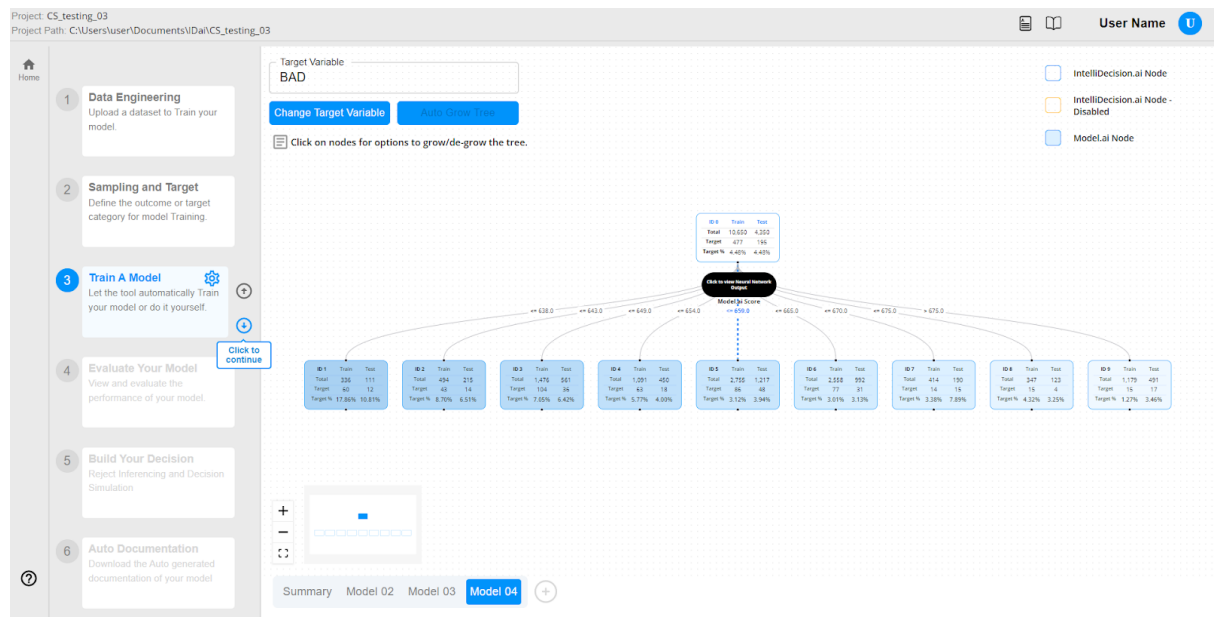 Project: CS_testing_03
Project Path: C:\Users\user\Documents\IDai\CS_testing_03
User Name
U
Home
1
Data Engineering
Upload a dataset to Train your
model.
2
Sampling and Target
Define the outcome or target
category for model Training.
3
Train A Model
Let the tool automatically Train
your model or do it yourself.
Click to
continue
4
Evaluate Your Model
View and evaluate the
performance of your model.
5
Build Your Decision
Reject Inferencing and Decision
Simulation
6
Auto Documentation
Download the Auto generated
documentation of your model
Target Variable
BAD
Change Target Variable
Auto Grow Tree
Click on nodes for options to grow/de-grow the tree.
IntelliDecision.ai Node
IntelliDecision.ai Node -
Disabled
Model.ai Node
ID 0 Train Test
Total 10,650 4,350
Target 477 195
Target % 4.48% 4.48%
Click to view Neural Network
Output
Model.ai Score
<= 638.0 <= 643.0 <= 649.0 <= 654.0 <= 659.0 <= 665.0 <= 670.0 <= 675.0 > 675.0
ID 1 Train Test
Total 336 111
Target 60 12
Target % 17.86% 10.81%
ID 2 Train Test
Total 494 215
Target 43 14
Target % 8.70% 6.51%
ID 3 Train Test
Total 1,476 561
Target 104 36
Target % 7.05% 6.42%
ID 4 Train Test
Total 1,091 450
Target 63 18
Target % 5.77% 4.00%
ID 5 Train Test
Total 2,755 1,217
Target 86 48
Target % 3.12% 3.94%
ID 6 Train Test
Total 2,558 992
Target 77 31
Target % 3.01% 3.13%
ID 7 Train Test
Total 414 190
Target 14 15
Target % 3.38% 7.89%
ID 8 Train Test
Total 347 123
Target 15 4
Target % 4.32% 3.25%
ID 9 Train Test
Total 1,179 491
Target 15 17
Target % 1.27% 3.46%
Summary Model 02 Model 03 Model 04